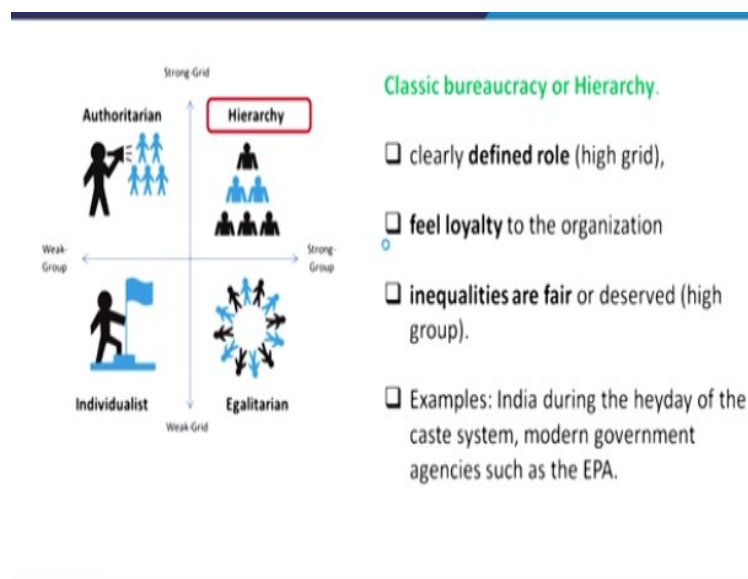 Strong-Grid
Authoritarian
Hierarchy
Weak-
Group
Strong-
Group
Individualist
Egalitarian
Weak-Grid
Classic bureaucracy or Hierarchy.
clearly defined role (high grid),
feel loyalty to the organization
inequalities are fair or deserved (high
group).
Examples: India during the heyday of the
caste system, modern government
agencies such as the EPA.